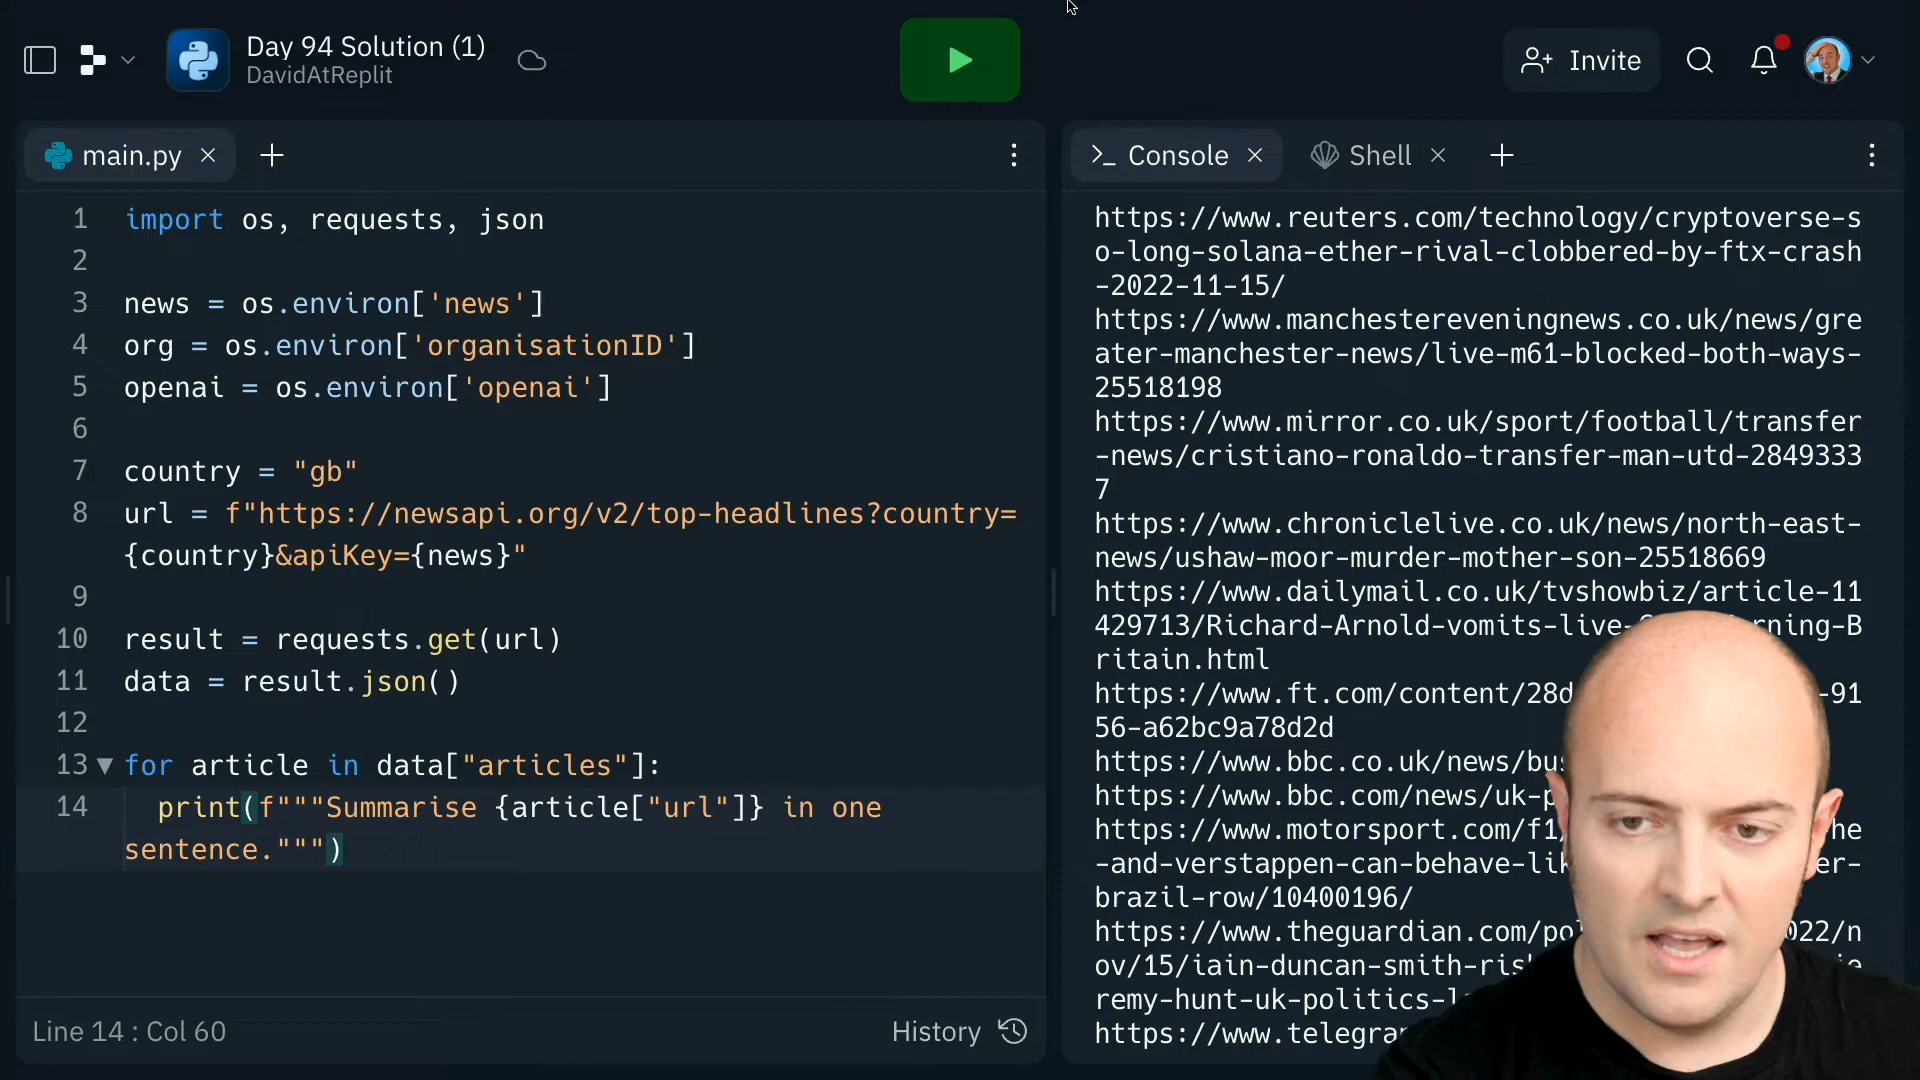 Day 94 Solution (1)
DavidAtReplit
Invite
main.py
Console
Shell
1 import os, requests, json
2
3 news = os.environ['news']
4 org = os.environ['organisationID']
5 openai = os.environ['openai']
6
7 country = "gb"
8 url = f"https://newsapi.org/v2/top-headlines?country=
{country}&apiKey={news}"
9
10 result = requests.get(url)
11 data = result.json()
12
13 for article in data["articles"]:
14 print(f"""Summarise {article["url"]} in one
sentence.""")
Line 14 : Col 60
History
https://www.reuters.com/technology/cryptoverse-s
o-long-solana-ether-rival-clobbered-by-ftx-crash
-2022-11-15/
https://www.manchestereveningnews.co.uk/news/gre
ater-manchester-news/live-m61-blocked-both-ways-
25518198
https://www.mirror.co.uk/sport/football/transfer
-news/cristiano-ronaldo-transfer-man-utd-2849333
7
https://www.chroniclelive.co.uk/news/north-east-
news/ushaw-moor-murder-mother-son-25518669
https://www.dailymail.co.uk/tvshowbiz/article-11
429713/Richard-Arnold-vomits-live- rning-B
ritain.html
https://www.ft.com/content/28d -91
56-a62bc9a78d2d
https://www.bbc.co.uk/news/bus
https://www.bbc.com/news/uk-p
https://www.motorsport.com/f1/ he
-and-verstappen-can-behave-lik er-
brazil-row/10400196/
https://www.theguardian.com/pol 022/n
ov/15/iain-duncan-smith-ris ie
remy-hunt-uk-politics-l
https://www.telegra